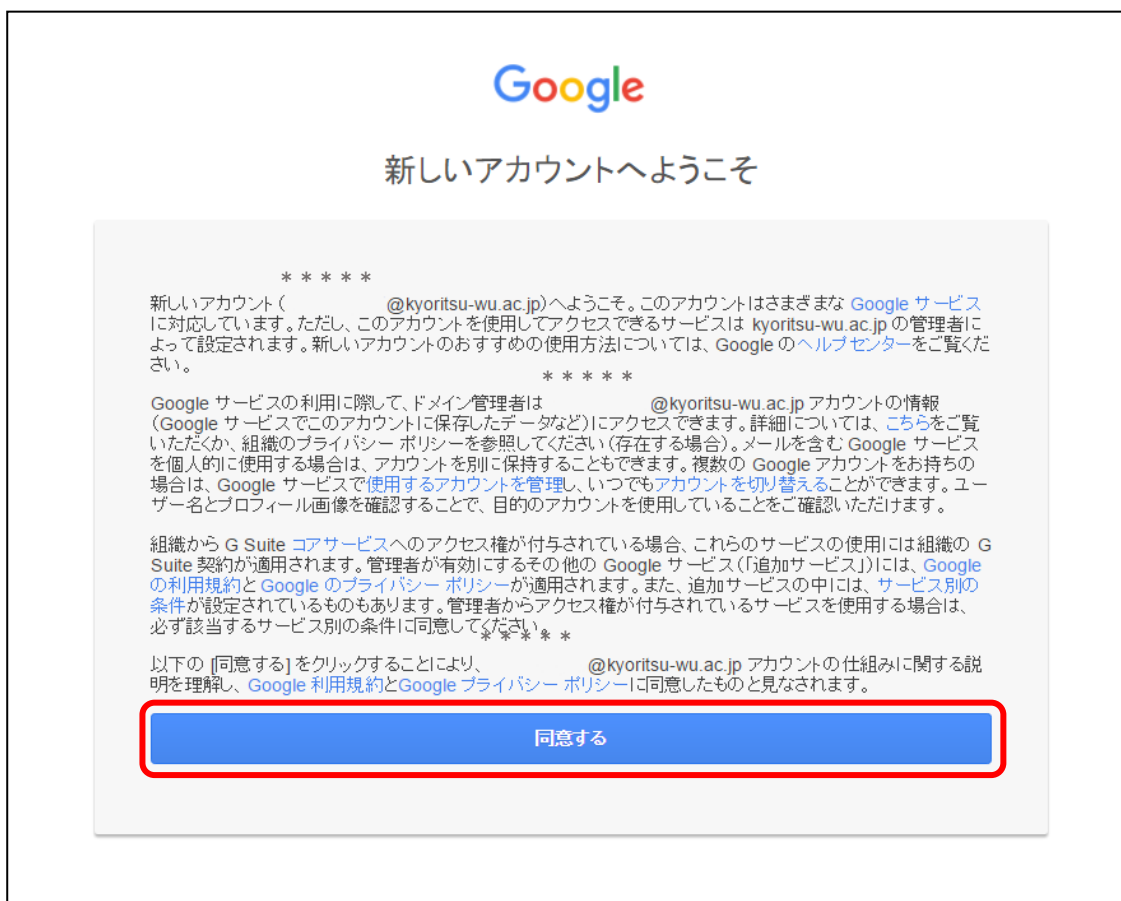 Google
新しいアカウントへようこそ
＊＊＊＊＊
新しいアカウント（　　　　　@kyoritsu-wu.ac.jp)へようこそ。このアカウントはさまざまな Google サービス
に対応しています。ただし、このアカウントを使用してアクセスできるサービスは kyoritsu-wu.ac.jp の管理者に
よって設定されます。新しいアカウントのおすすめの使用方法については、Google のヘルプセンターをご覧くだ
さい。
＊＊＊＊＊
Google サービスの利用に際して、ドメイン管理者は　　　　　@kyoritsu-wu.ac.jp アカウントの情報
（Google サービスでこのアカウントに保存したデータなど）にアクセスできます。詳細については、こちらをご覧
いただくか、組織のプライバシー ポリシーを参照してください（存在する場合）。メールを含む Google サービス
を個人的に使用する場合は、アカウントを別に保持することもできます。複数の Google アカウントをお持ちの
場合は、Google サービスで使用するアカウントを管理し、いつでもアカウントを切り替えることができます。ユー
ザー名とプロフィール画像を確認することで、目的のアカウントを使用していることをご確認いただけます。
組織から G Suite コアサービスへのアクセス権が付与されている場合、これらのサービスの使用には組織の G
Suite 契約が適用されます。管理者が有効にするその他の Google サービス（「追加サービス」）には、Google
の利用規約と Google のプライバシー ポリシーが適用されます。また、追加サービスの中には、サービス別の
条件が設定されているものもあります。管理者からアクセス権が付与されているサービスを使用する場合は、
必ず該当するサービス別の条件に同意してください。
＊＊＊＊＊
以下の [同意する] をクリックすることにより、　　　　　@kyoritsu-wu.ac.jp アカウントの仕組みに関する説
明を理解し、Google 利用規約とGoogle プライバシー ポリシーに同意したものと見なされます。
同意する